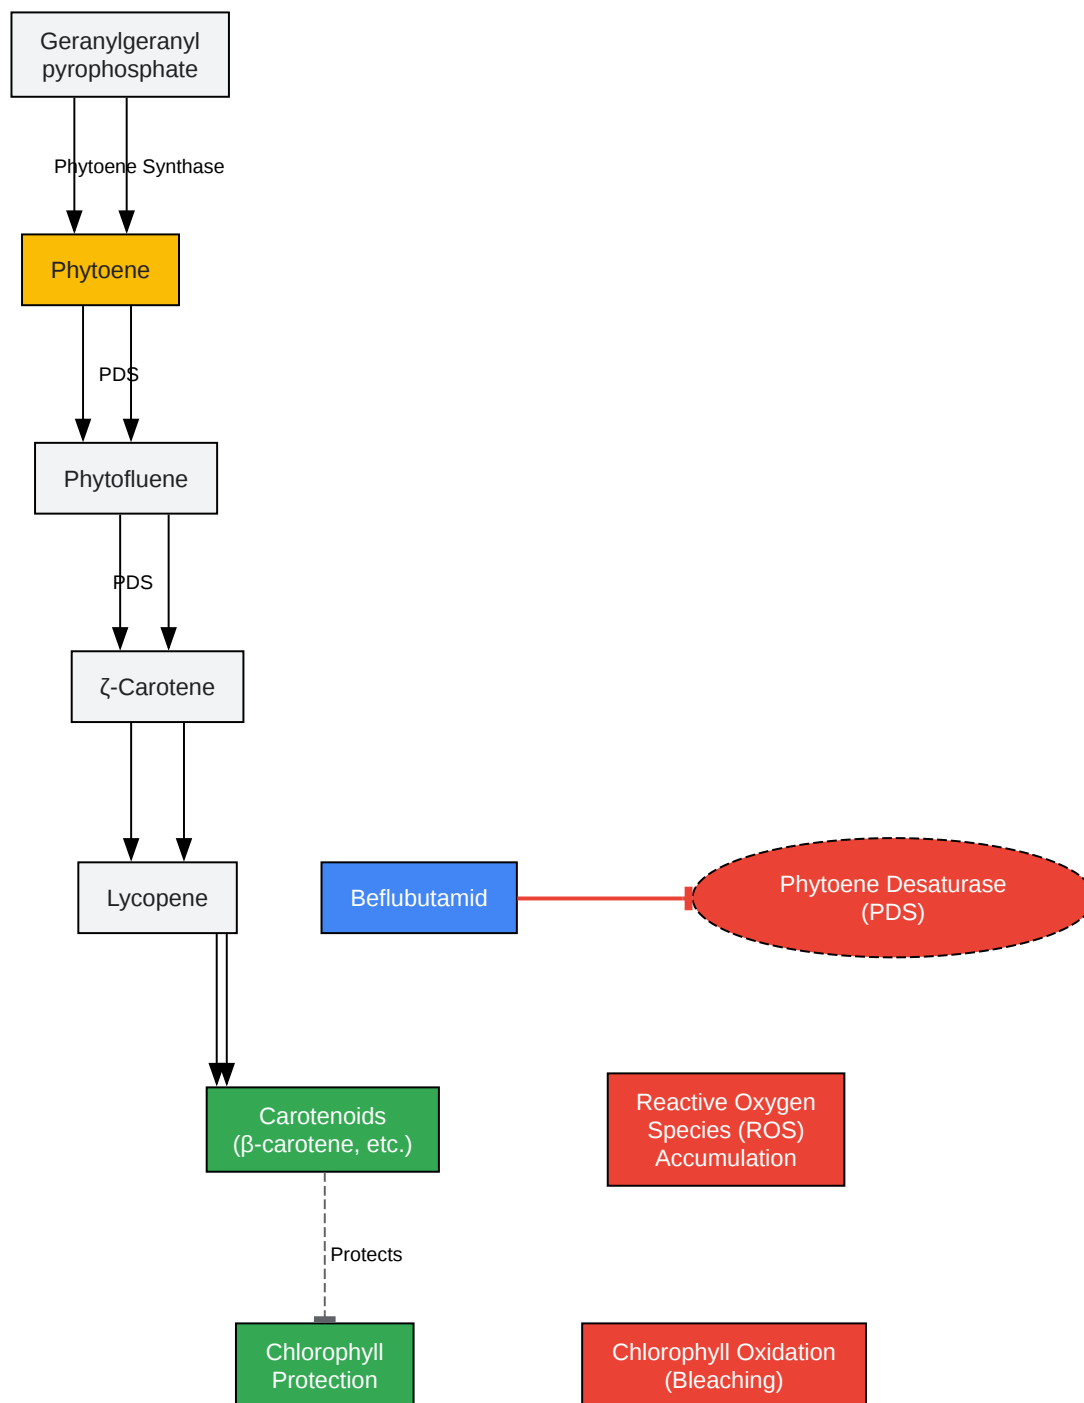 Geranylgeranyl
pyrophosphate
Phytoene Synthase
Phytoene
PDS
Phytofluene
PDS
ζ-Carotene
Lycopene
Beflubutamid
Phytoene Desaturase
(PDS)
Carotenoids
(β-carotene, etc.)
Reactive Oxygen
Species (ROS)
Accumulation
Protects
Chlorophyll
Protection
Chlorophyll Oxidation
(Bleaching)